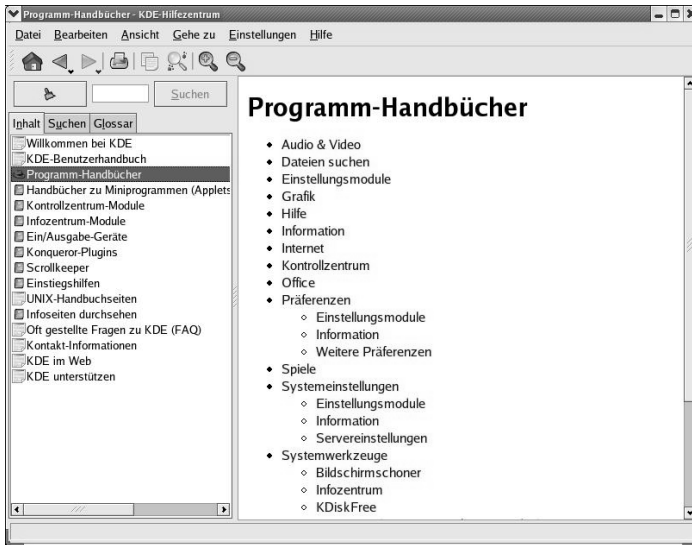 Programm-Handbücher - KDE-Hilfezentrum
Datei Bearbeiten Ansicht Gehe zu Einstellungen Hilfe
Suchen
Inhalt Suchen Glossar
Willkommen bei KDE
KDE-Benutzerhandbuch
Programm-Handbücher
Handbücher zu Miniprogrammen (Applets
Kontrollzentrum-Module
Infozentrum-Module
Ein/Ausgabe-Geräte
Konqueror-Plugins
Scrollkeeper
Einstiegshilfen
UNIX-Handbuchseiten
Infoseiten durchsehen
Oft gestellte Fragen zu KDE (FAQ)
Kontakt-Informationen
KDE im Web
KDE unterstützen
Programm-Handbücher
Audio & Video
Dateien suchen
Einstellungsmodule
Grafik
Hilfe
Information
Internet
Kontrollzentrum
Office
Präferenzen
Einstellungsmodule
Information
Weitere Präferenzen
Spiele
Systemeinstellungen
Einstellungsmodule
Information
Servereinstellungen
Systemwerkzeuge
Bildschirmschoner
Infozentrum
KDiskFree